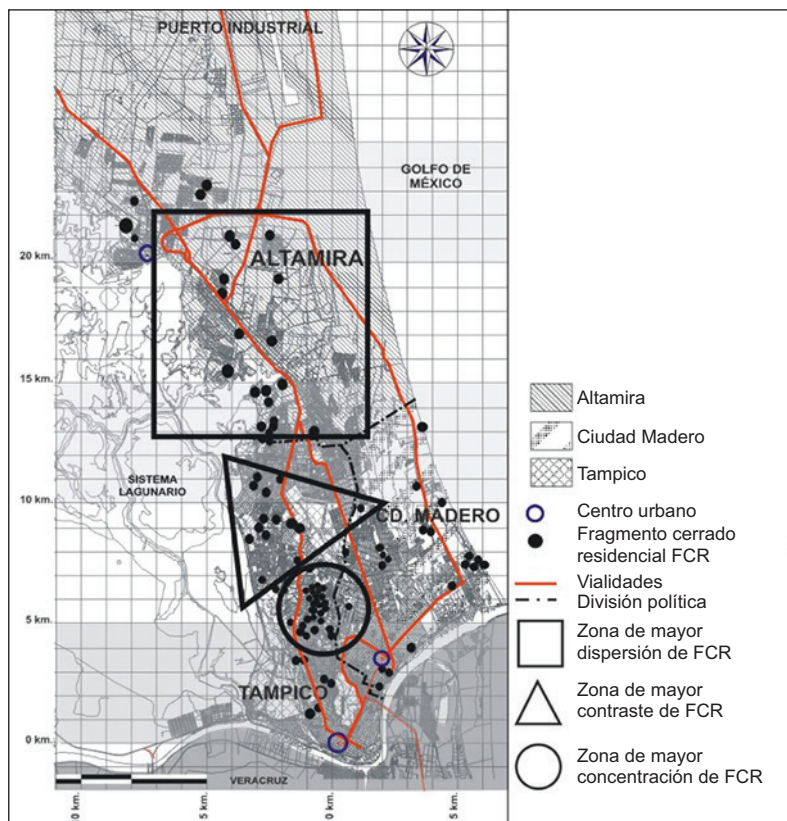 PUERTO INDUSTRIAL
GOLFO DE
MÉXICO
20 km.
ALTAMIRA
15 km.
SISTEMA
LAGUNARIO
10 km.
CD. MADERO
5 km.
TAMPICO
0 km.
VERACRUZ
10 km.
5 km.
0 km.
5 km.
Altamira
Ciudad Madero
Tampico
Centro urbano
Fragmento cerrado
residencial FCR
Vialidades
División política
Zona de mayor
dispersión de FCR
Zona de mayor
contraste de FCR
Zona de mayor
concentración de FCR